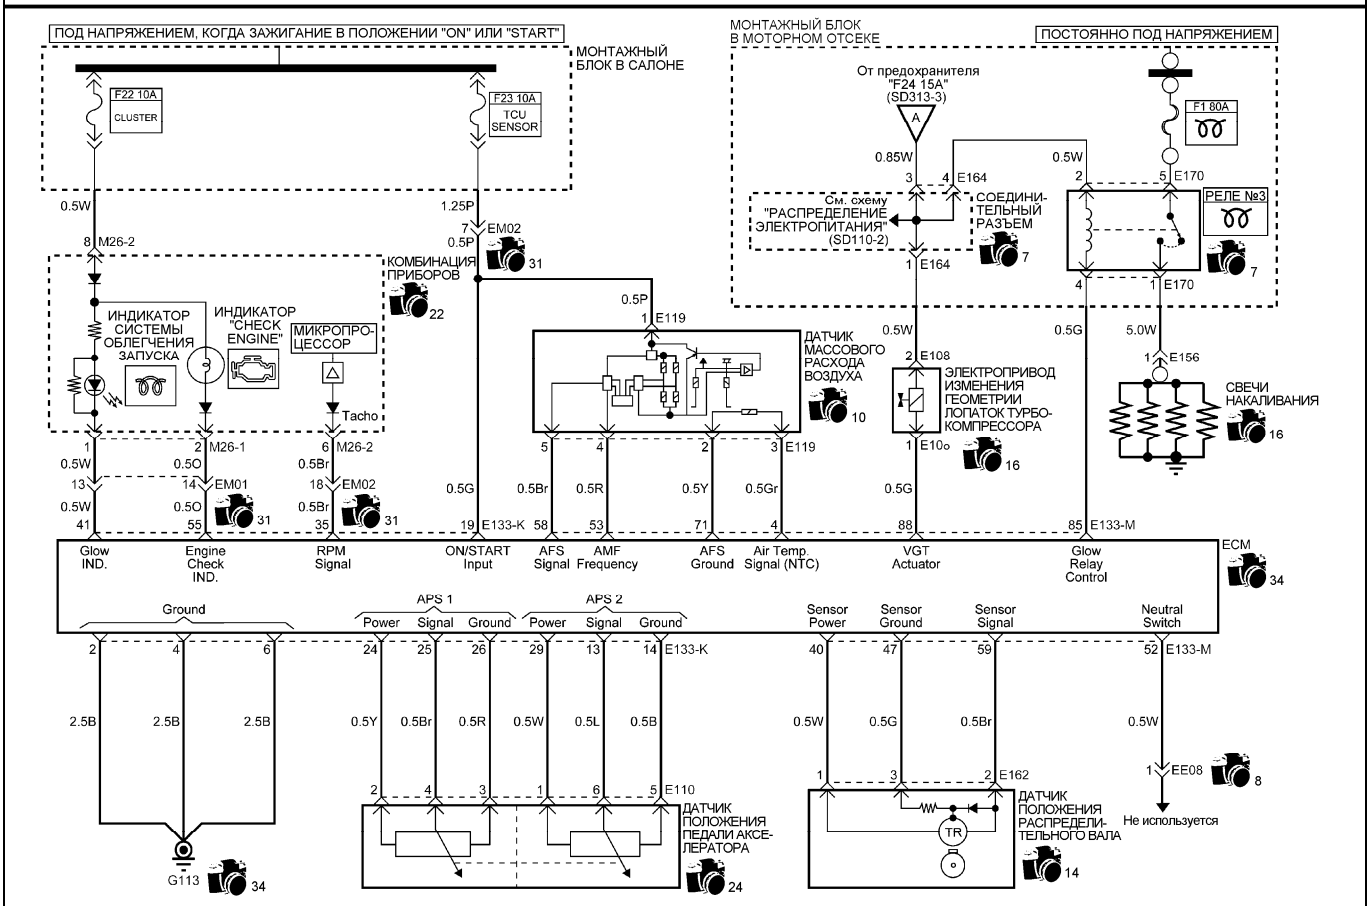 ПОД НАПРЯЖЕНИЕМ, КОГДА ЗАЖИГАНИЕ В ПОЛОЖЕНИИ "ON" ИЛИ "START"
МОНТАЖНЫЙ
БЛОК В САЛОНЕ
F22 10A
CLUSTER
F23 10A
TCU
SENSOR
МОНТАЖНЫЙ БЛОК
В МОТОРНОМ ОТСЕКЕ
ПОСТОЯННО ПОД НАПРЯЖЕНИЕМ
От предохранителя
"F24 15A"
(SD313-3)
A
F1 80A
0.85W
0.5W
3
4
E164
2
5
E170
См. схему
"РАСПРЕДЕЛЕНИЕ
ЭЛЕКТРОПИТАНИЯ"
(SD110-2)
СОЕДИНИ-
ТЕЛЬНЫЙ
РАЗЪЕМ
7
РЕЛЕ №3
7
1
E164
4
1
E170
0.5W
1.25P
8
M26-2
7
EM02
0.5P
31
КОМБИНАЦИЯ
ПРИБОРОВ
22
ИНДИКАТОР
СИСТЕМЫ
ОБЛЕГЧЕНИЯ
ЗАПУСКА
ИНДИКАТОР
"CHECK
ENGINE"
МИКРОПРО-
ЦЕССОР
Tacho
0.5P
1
E119
ДАТЧИК
МАССОВОГО
РАСХОДА
ВОЗДУХА
10
0.5W
0.5G
5.0W
2
E108
1
E156
ЭЛЕКТРОПРИВОД
ИЗМЕНЕНИЯ
ГЕОМЕТРИИ
ЛОПАТОК ТУРБО-
КОМПРЕССОРА
16
СВЕЧИ
НАКАЛИВАНИЯ
16
1
2
M26-1
6
M26-2
5
4
2
3
E119
1
E10o
0.5W
0.5O
0.5Br
13
14
EM01
18
EM02
31
31
0.5W
0.5O
0.5Br
0.5G
0.5Br
0.5R
0.5Y
0.5Gr
0.5G
41
55
35
19
E133-K
58
53
71
4
88
85
E133-M
Glow
IND.
Engine
Check
IND.
RPM
Signal
ON/START
Input
AFS
Signal
AMF
Frequency
AFS
Ground
Air Temp.
Signal (NTC)
VGT
Actuator
Glow
Relay
Control
ECM
34
Ground
APS 1
Power
Signal
Ground
APS 2
Power
Signal
Ground
Sensor
Power
Sensor
Ground
Sensor
Signal
Neutral
Switch
2
4
6
24
25
26
29
13
14
E133-K
40
47
59
52
E133-M
2.5B
2.5B
2.5B
0.5Y
0.5Br
0.5R
0.5W
0.5L
0.5B
0.5W
0.5G
0.5Br
0.5W
2
4
3
1
6
5
E110
1
3
2
E162
1
EE08
8
ДАТЧИК
ПОЛОЖЕНИЯ
ПЕДАЛИ АКСЕ-
ЛЕРАТОРА
24
TR
ДАТЧИК
ПОЛОЖЕНИЯ
РАСПРЕДЕЛИ-
ТЕЛЬНОГО ВАЛА
14
Не используется
G113
34